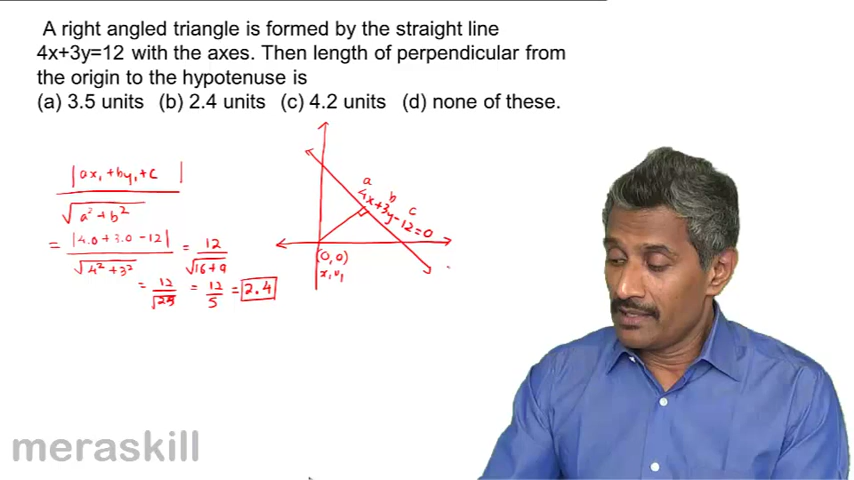 A right angled triangle is formed by the straight line
4x+3y=12 with the axes. Then length of perpendicular from
the origin to the hypotenuse is
(a) 3.5 units (b) 2.4 units (c) 4.2 units (d) none of these.
|ax₁+by₁+c|
√a²+b²
= |4.0+3.0-12|
√4²+3²
= 12
√16+9
= 12
√25
= 12
5
= 2.4
a b c
4x+3y-12=0
(0,0)
x₁y₁
meraskill